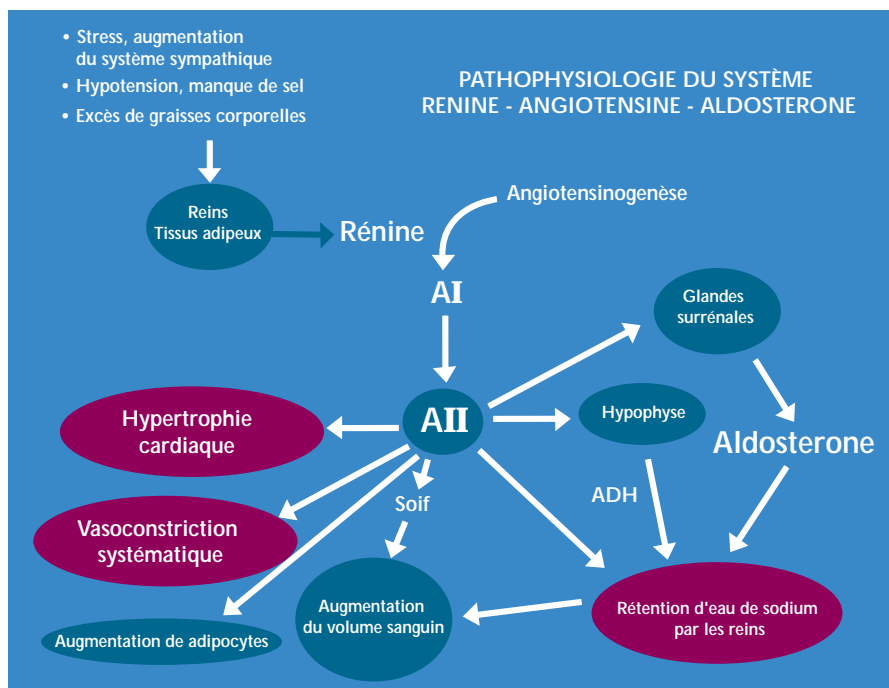 • Stress, augmentation
du système sympathique
• Hypotension, manque de sel
• Excès de graisses corporelles
PATHOPHYSIOLOGIE DU SYSTÈME
RENINE - ANGIOTENSINE - ALDOSTERONE
Reins
Tissus adipeux
Rénine
Angiotensinogenèse
AI
Glandes
surrénales
Hypertrophie
cardiaque
AII
Hypophyse
Aldosterone
Soif
ADH
Vasoconstriction
systématique
Augmentation
du volume sanguin
Rétention d'eau de sodium
par les reins
Augmentation de adipocytes